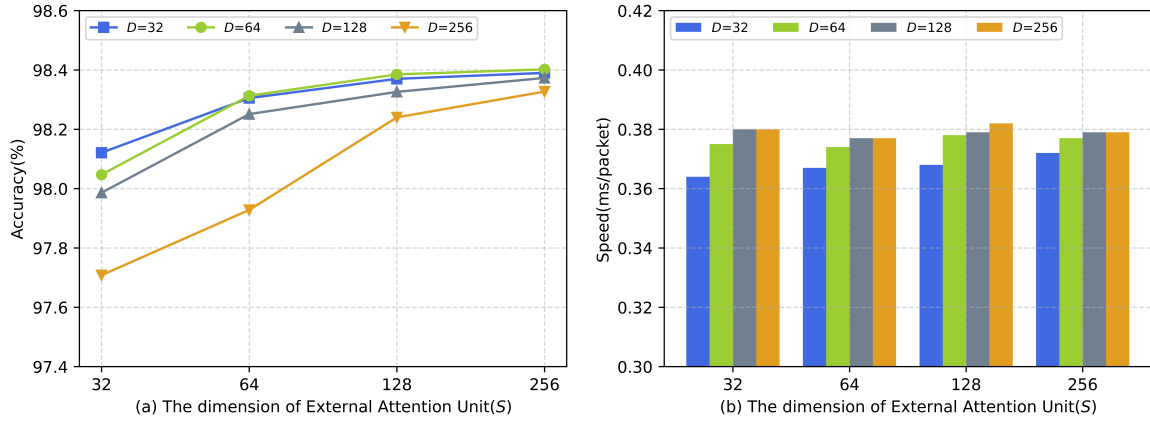 98.6
98.4
98.2
98.0
97.8
97.6
97.4
Accuracy(%)
D=32 D=64 D=128 D=256
32 64 128 256
(a) The dimension of External Attention Unit(S)
0.42
0.40
0.38
0.36
0.34
0.32
0.30
Speed(ms/packet)
D=32 D=64 D=128 D=256
32 64 128 256
(b) The dimension of External Attention Unit(S)